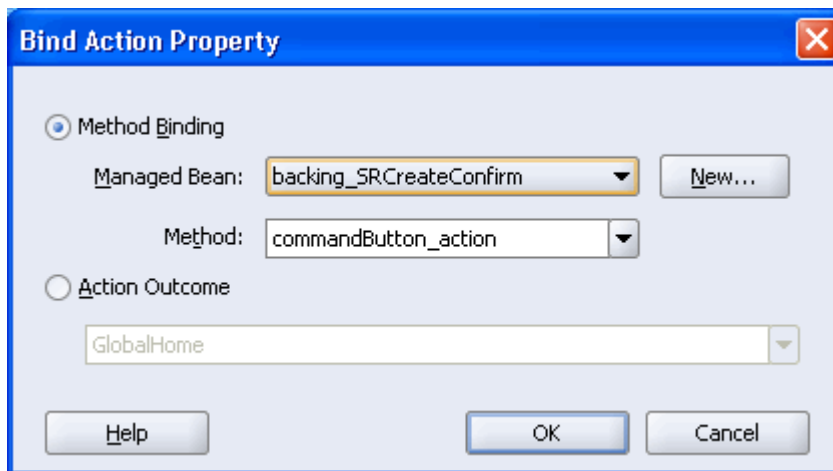 Bind Action Property
Method Binding
Managed Bean: backing_SRCreateConfirm New...
Method: commandButton_action
Action Outcome
GlobalHome
Help OK Cancel